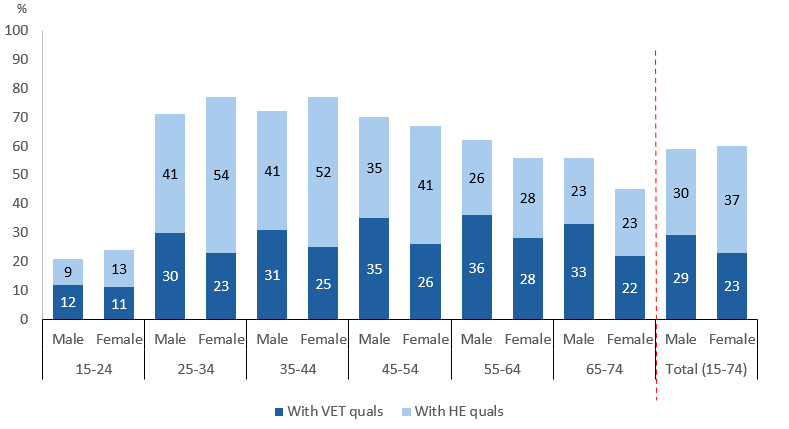 %
100
90
80
70
60
50
40
30
20
10
0
9 13 41 54 41 52 35 41 26 28 23 23 30 37
12 11 30 23 31 25 35 26 36 28 33 22 29 23
Male Female Male Female Male Female Male Female Male Female Male Female Male Female
15-24 25-34 35-44 45-54 55-64 65-74 Total (15-74)
With VET quals With HE quals